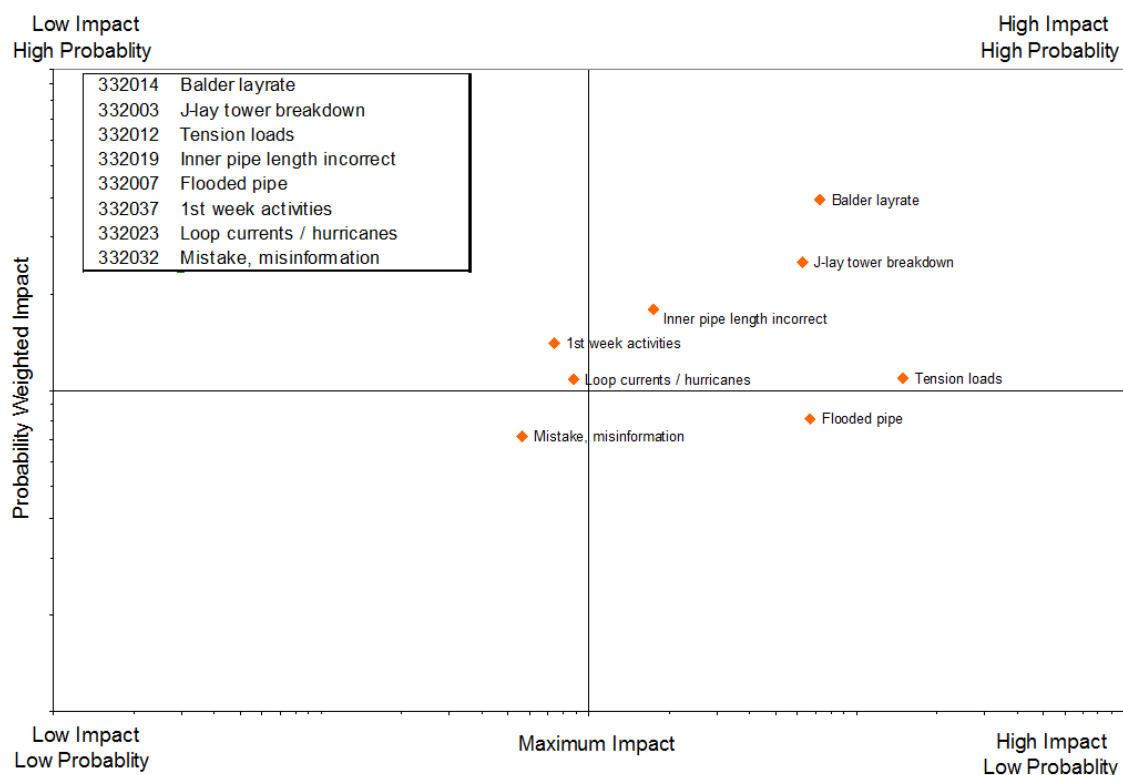 Low Impact
High Probablity
High Impact
High Probablity
332014 Balder layrate
332003 J-lay tower breakdown
332012 Tension loads
332019 Inner pipe length incorrect
332007 Flooded pipe
332037 1st week activities
332023 Loop currents / hurricanes
332032 Mistake, misinformation
Balder layrate
J-lay tower breakdown
Inner pipe length incorrect
1st week activities
Loop currents / hurricanes
Tension loads
Flooded pipe
Mistake, misinformation
Probability Weighted Impact
Low Impact
Low Probablity
Maximum Impact
High Impact
Low Probablity